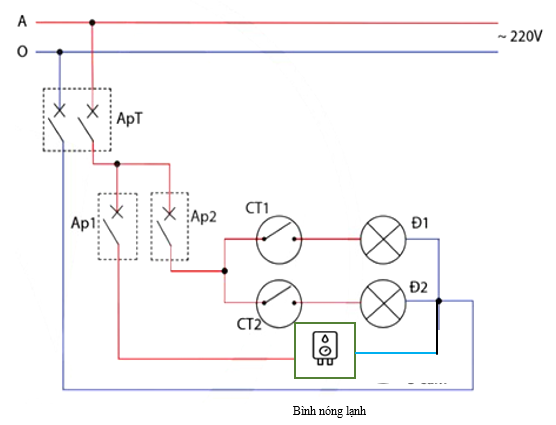 A
O
~ 220V
ApT
Ap1
Ap2
CT1
Đ1
CT2
Đ2
Bình nóng lạnh